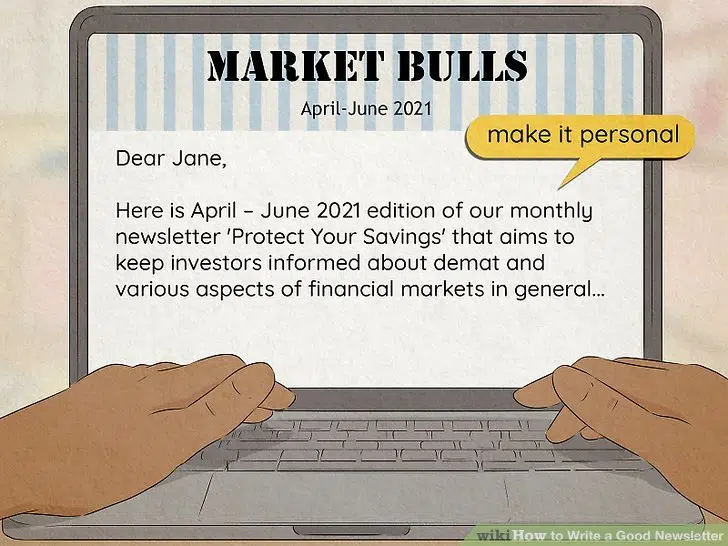 MARKET BULLS
April-June 2021
make it personal
Dear Jane,
Here is April – June 2021 edition of our monthly
newsletter 'Protect Your Savings' that aims to
keep investors informed about demat and
various aspects of financial markets in general...
wikiHow to Write a Good Newsletter